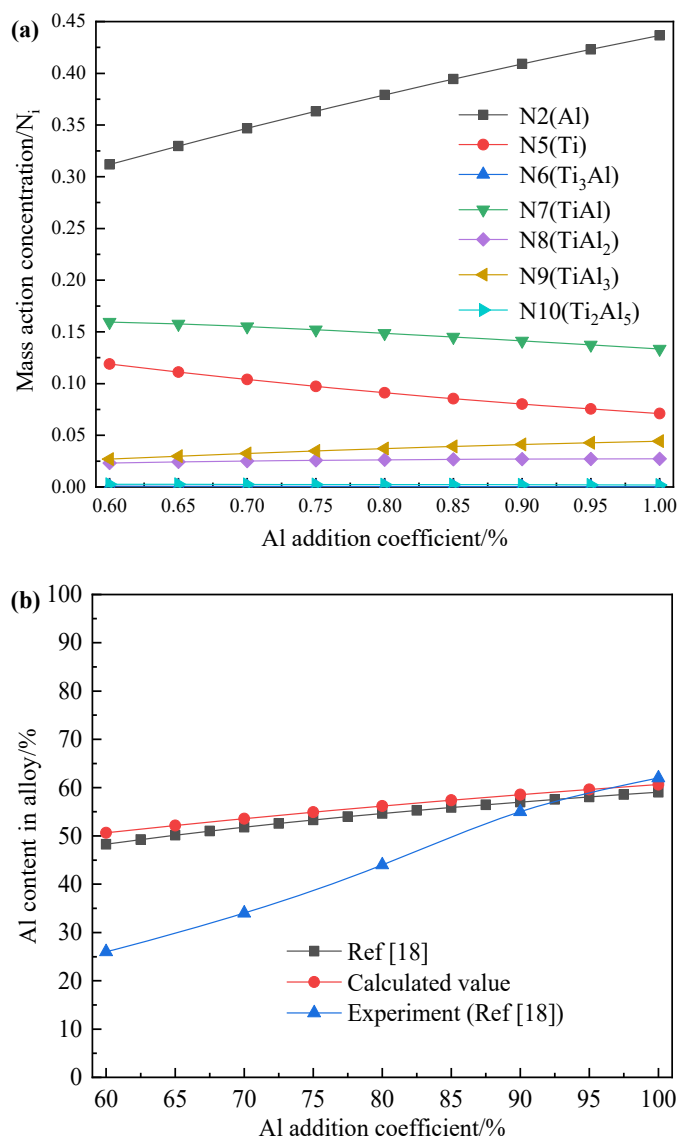 (a)
0.45
0.40
0.35
0.30
0.25
0.20
0.15
0.10
0.05
0.00
Mass action concentration/Nᵢ
N2(Al)
N5(Ti)
N6(Ti₃Al)
N7(TiAl)
N8(TiAl₂)
N9(TiAl₃)
N10(Ti₂Al₅)
0.60 0.65 0.70 0.75 0.80 0.85 0.90 0.95 1.00
Al addition coefficient/%
(b)
100
90
80
70
60
50
40
30
20
10
0
Al content in alloy/%
Ref [18]
Calculated value
Experiment (Ref [18])
60 65 70 75 80 85 90 95 100
Al addition coefficient/%